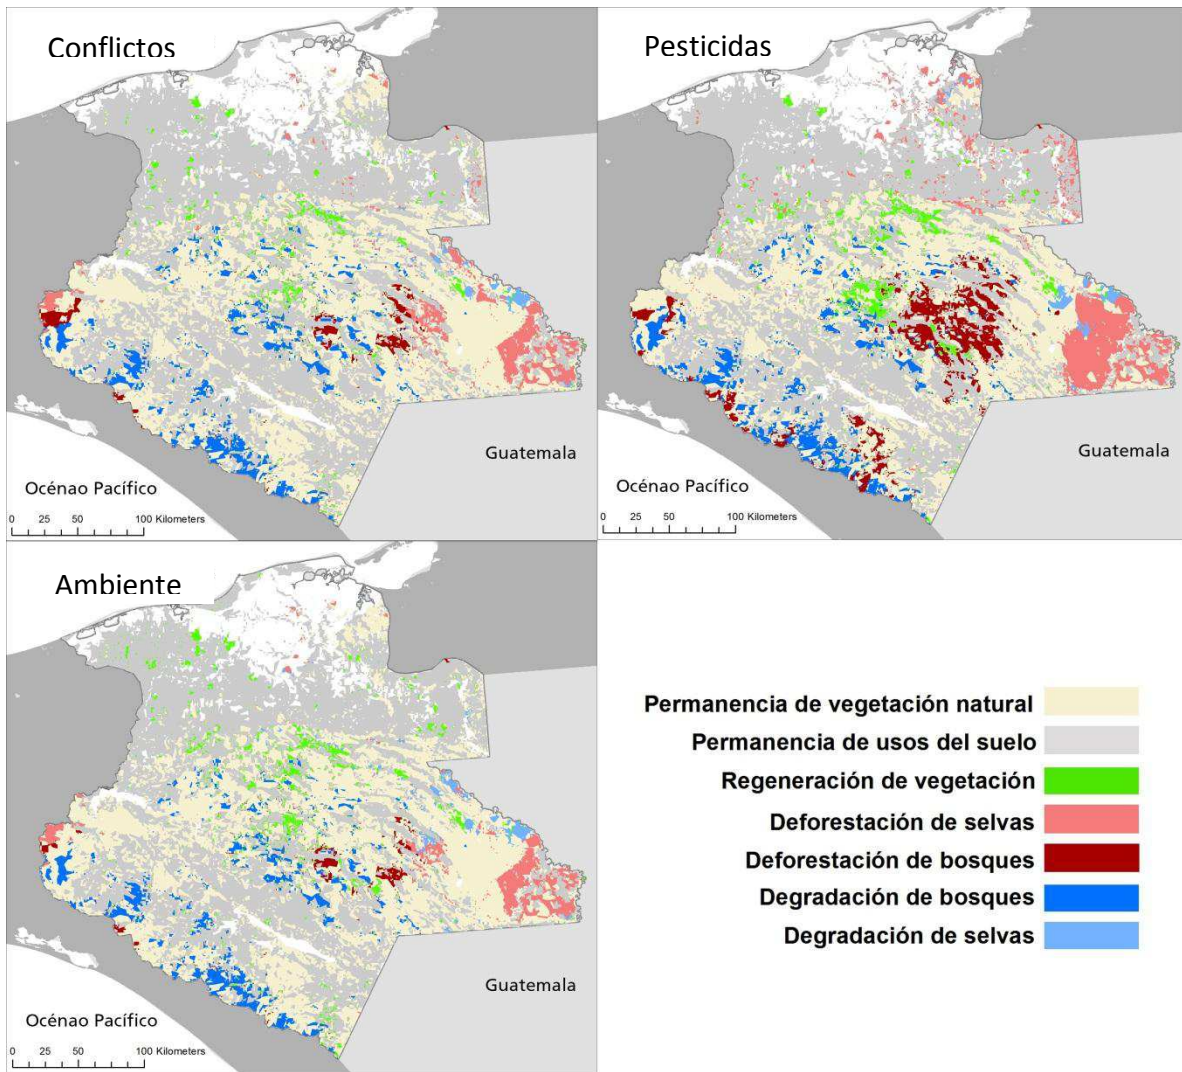 Conflictos
Guatemala
Océnao Pacífico
0 25 50 100 Kilometers
Pesticidas
Guatemala
Océnao Pacífico
0 25 50 100 Kilometers
Ambiente
Guatemala
Océnao Pacífico
0 25 50 100 Kilometers
Permanencia de vegetación natural
Permanencia de usos del suelo
Regeneración de vegetación
Deforestación de selvas
Deforestación de bosques
Degradación de bosques
Degradación de selvas